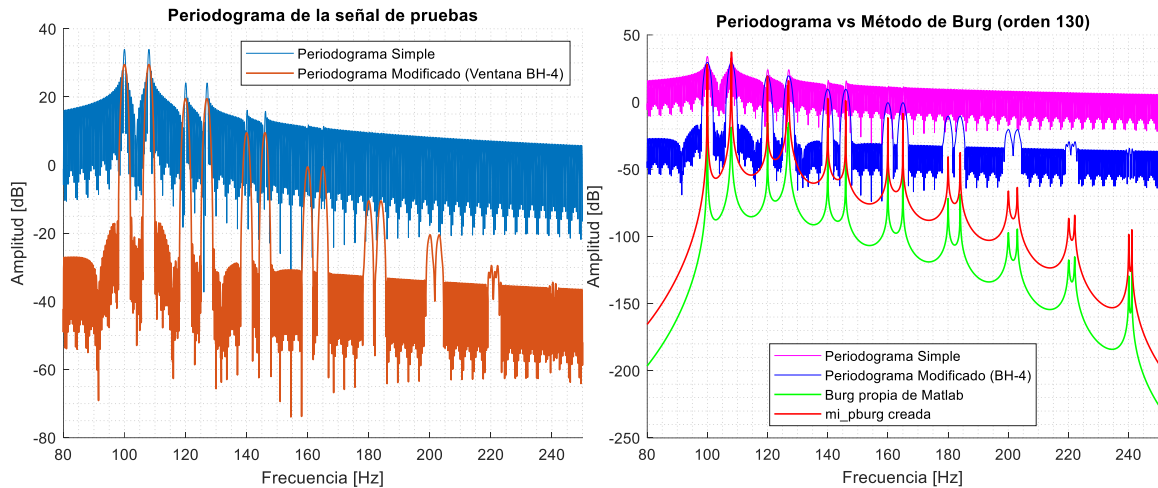 Periodograma de la señal de pruebas
40
20
0
-20
-40
-60
-80
Amplitud [dB]
Periodograma Simple
Periodograma Modificado (Ventana BH-4)
80 100 120 140 160 180 200 220 240
Frecuencia [Hz]
Periodograma vs Método de Burg (orden 130)
50
0
-50
-100
-150
-200
-250
Amplitud [dB]
Periodograma Simple
Periodograma Modificado (BH-4)
Burg propia de Matlab
mi_pburg creada
80 100 120 140 160 180 200 220 240
Frecuencia [Hz]